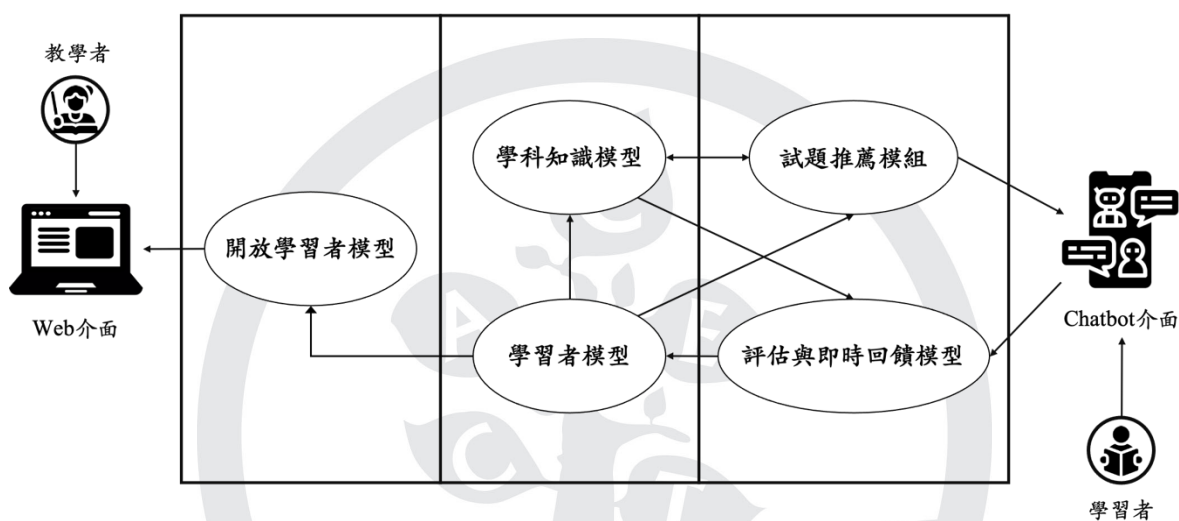 教學者
Web介面
開放學習者模型
學科知識模型
學習者模型
試題推薦模組
評估與即時回饋模型
Chatbot介面
學習者
A
C
E
C
T